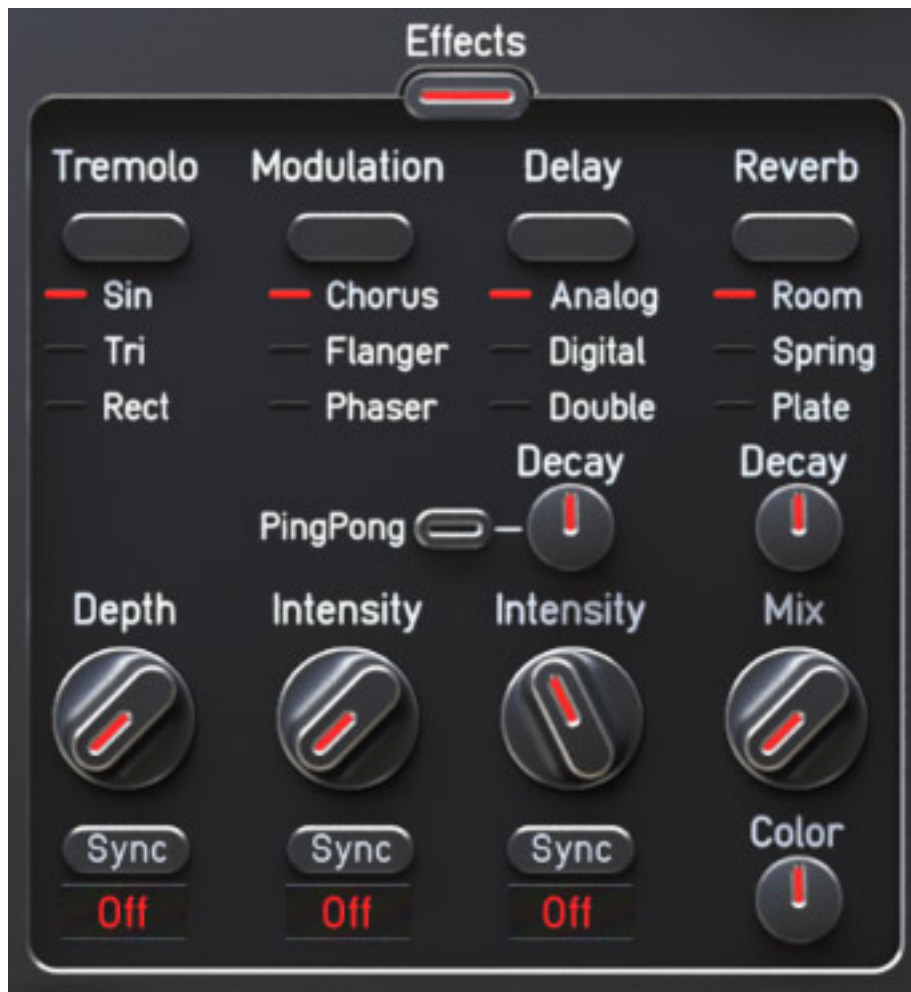 Effects
Tremolo Modulation Delay Reverb
Sin Chorus Analog Room
Tri Flanger Digital Spring
Rect Phaser Double Plate
Decay Decay
PingPong
Depth Intensity Intensity Mix
Sync Sync Sync Color
Off Off Off